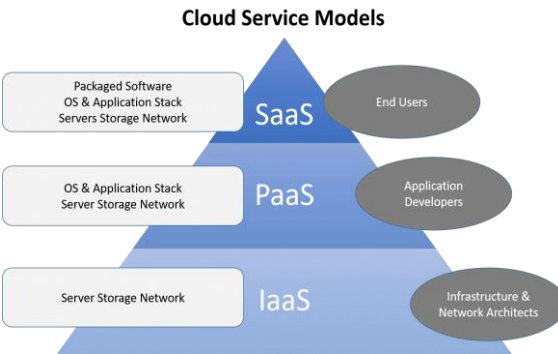 Cloud Service Models
Packaged Software
OS & Application Stack
Servers Storage Network
SaaS
End Users
OS & Application Stack
Server Storage Network
PaaS
Application
Developers
Server Storage Network
IaaS
Infrastructure &
Network Architects